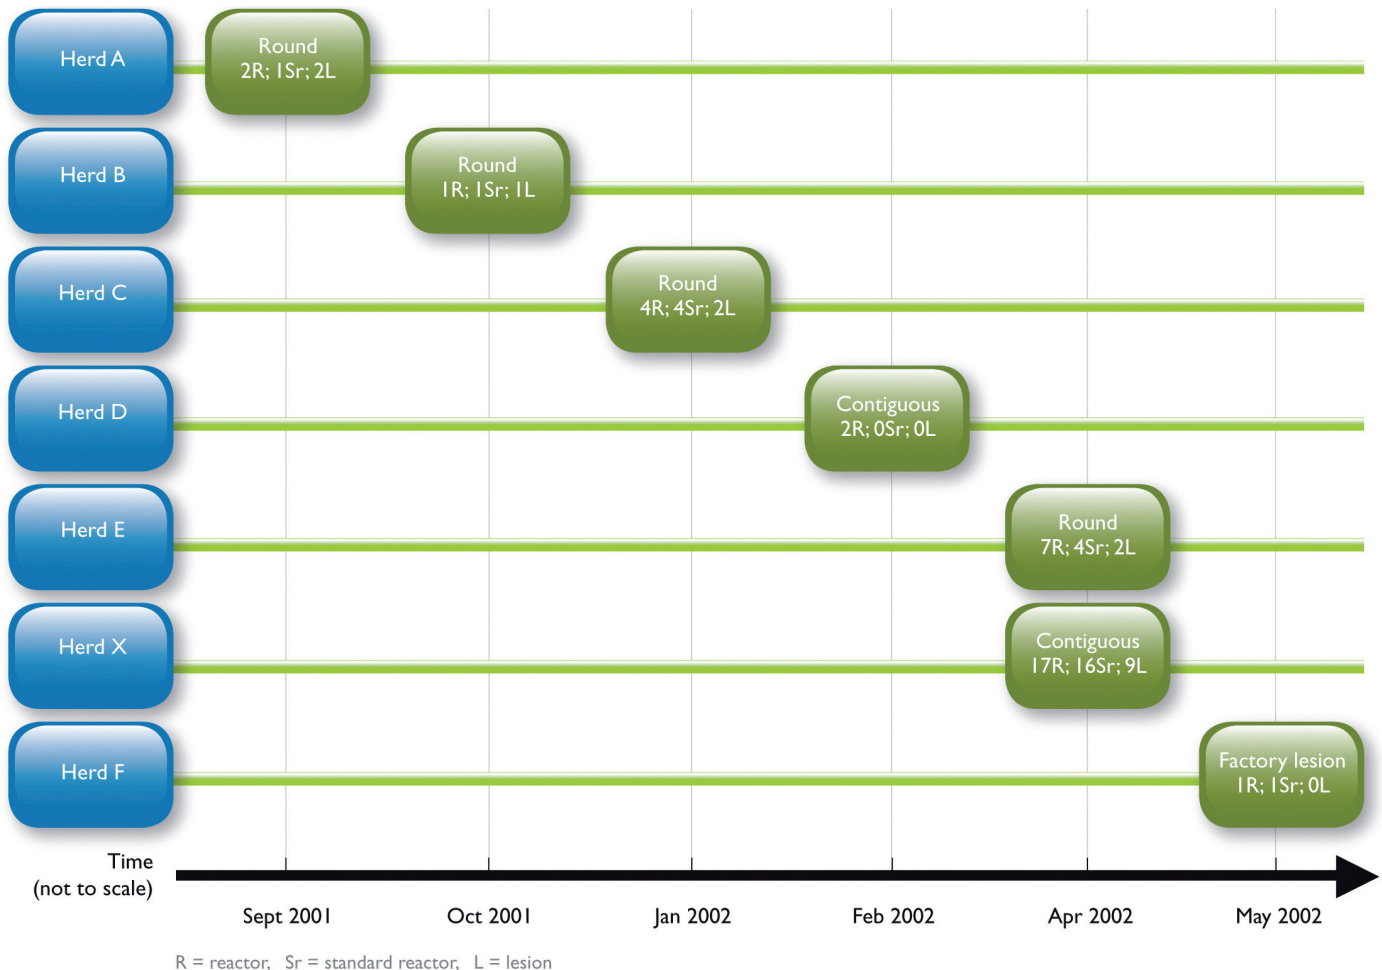 Herd A
Round
2R; 1Sr; 2L
Herd B
Round
1R; 1Sr; 1L
Herd C
Round
4R; 4Sr; 2L
Herd D
Contiguous
2R; 0Sr; 0L
Herd E
Round
7R; 4Sr; 2L
Herd X
Contiguous
17R; 16Sr; 9L
Herd F
Factory lesion
1R; 1Sr; 0L
Time
(not to scale)
Sept 2001
Oct 2001
Jan 2002
Feb 2002
Apr 2002
May 2002
R = reactor, Sr = standard reactor, L = lesion